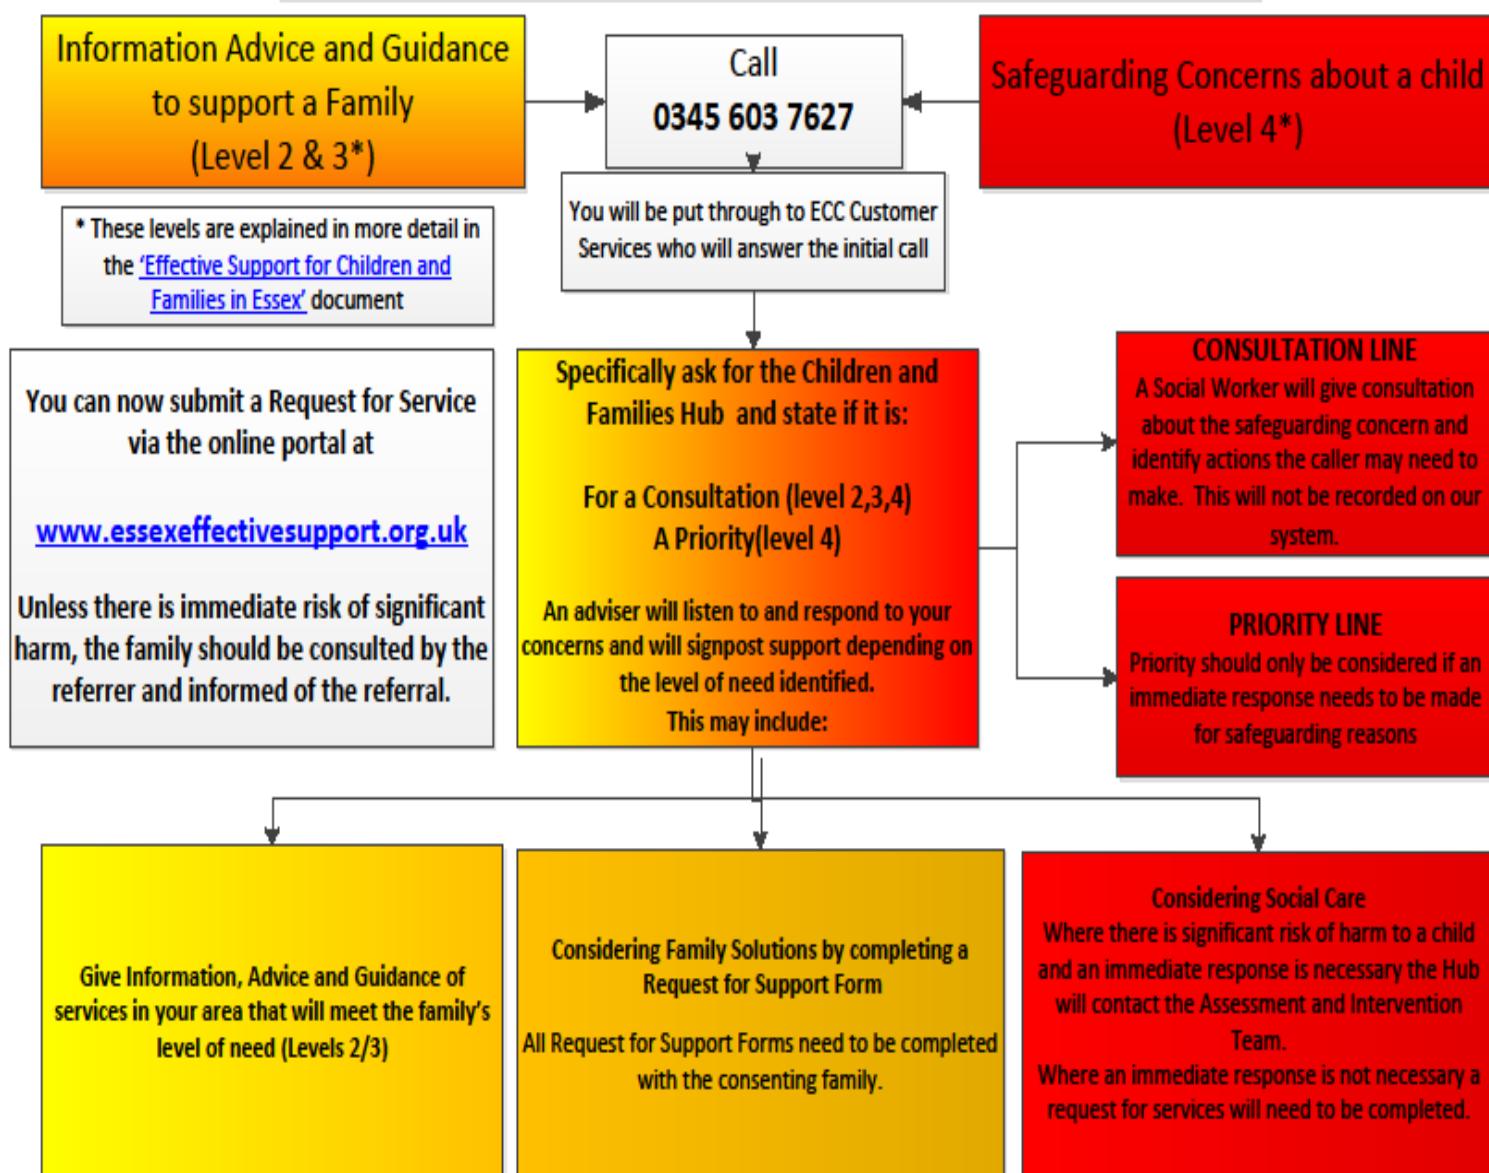 Information Advice and Guidance
to support a Family
(Level 2 & 3*)
Call
0345 603 7627
Safeguarding Concerns about a child
(Level 4*)
You will be put through to ECC Customer
Services who will answer the initial call
* These levels are explained in more detail in
the ‘Effective Support for Children and
Families in Essex’ document
You can now submit a Request for Service
via the online portal at
www.essexeffectivesupport.org.uk
Unless there is immediate risk of significant
harm, the family should be consulted by the
referrer and informed of the referral.
Specifically ask for the Children and
Families Hub and state if it is:
For a Consultation (level 2,3,4)
A Priority(level 4)
An adviser will listen to and respond to your
concerns and will signpost support depending on
the level of need identified.
This may include:
CONSULTATION LINE
A Social Worker will give consultation
about the safeguarding concern and
identify actions the caller may need to
make. This will not be recorded on our
system.
PRIORITY LINE
Priority should only be considered if an
immediate response needs to be made
for safeguarding reasons
Give Information, Advice and Guidance of
services in your area that will meet the family’s
level of need (Levels 2/3)
Considering Family Solutions by completing a
Request for Support Form
All Request for Support Forms need to be completed
with the consenting family.
Considering Social Care
Where there is significant risk of harm to a child
and an immediate response is necessary the Hub
will contact the Assessment and Intervention
Team.
Where an immediate response is not necessary a
request for services will need to be completed.